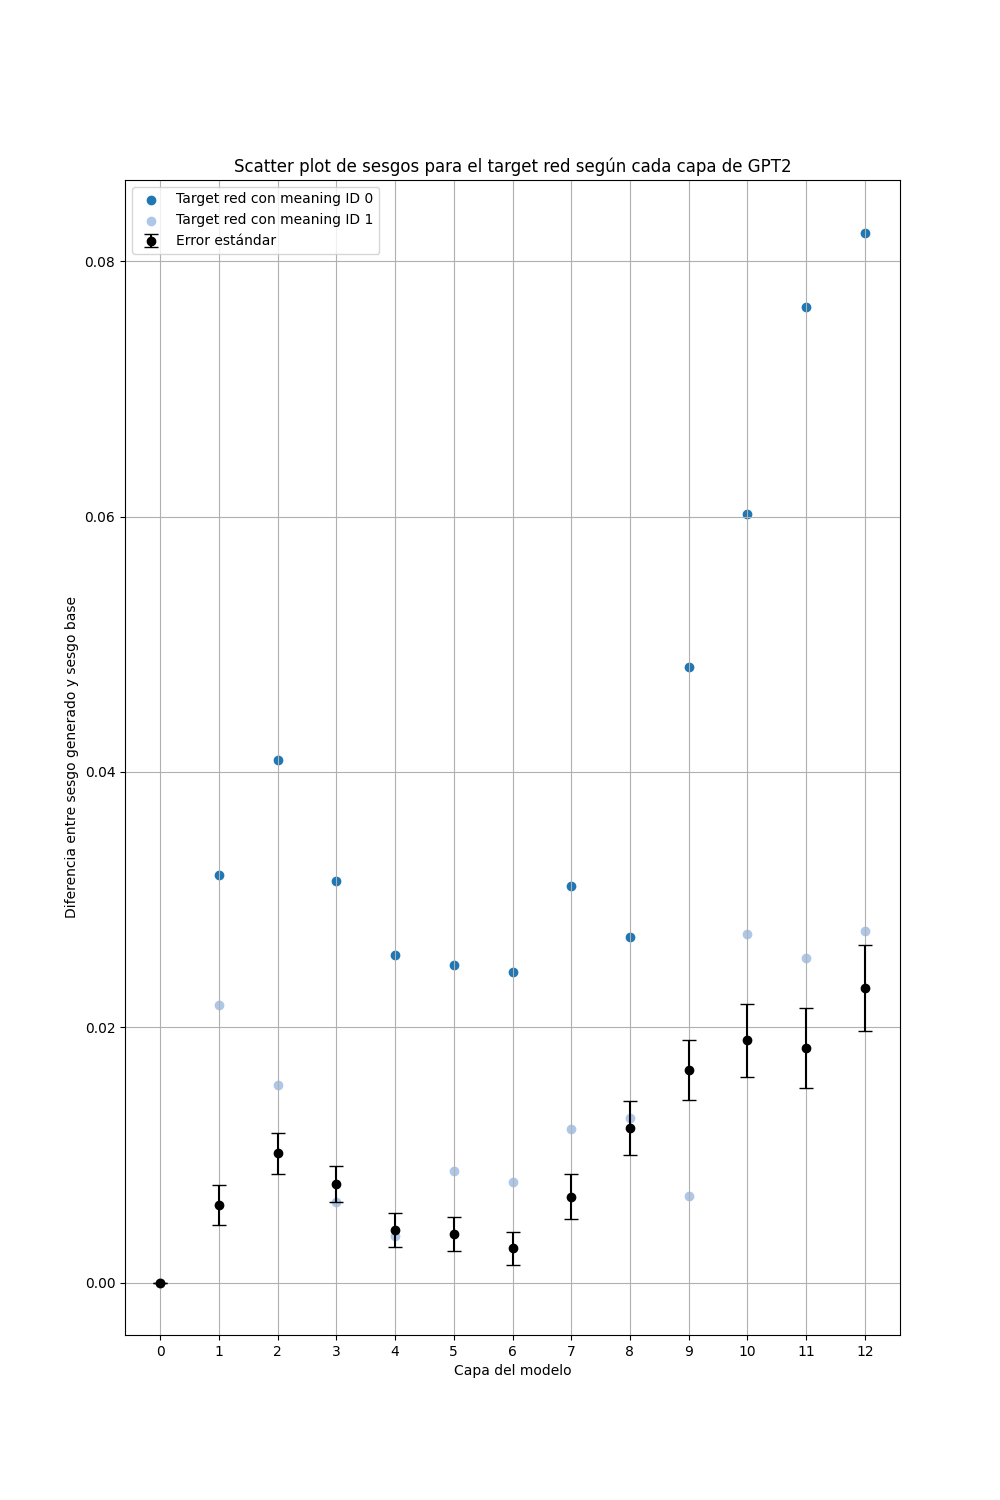 Scatter plot de sesgos para el target red según cada capa de GPT2
Target red con meaning ID 0
Target red con meaning ID 1
Error estándar
0.08
0.06
0.04
0.02
0.00
Diferencia entre sesgo generado y sesgo base
0 1 2 3 4 5 6 7 8 9 10 11 12
Capa del modelo